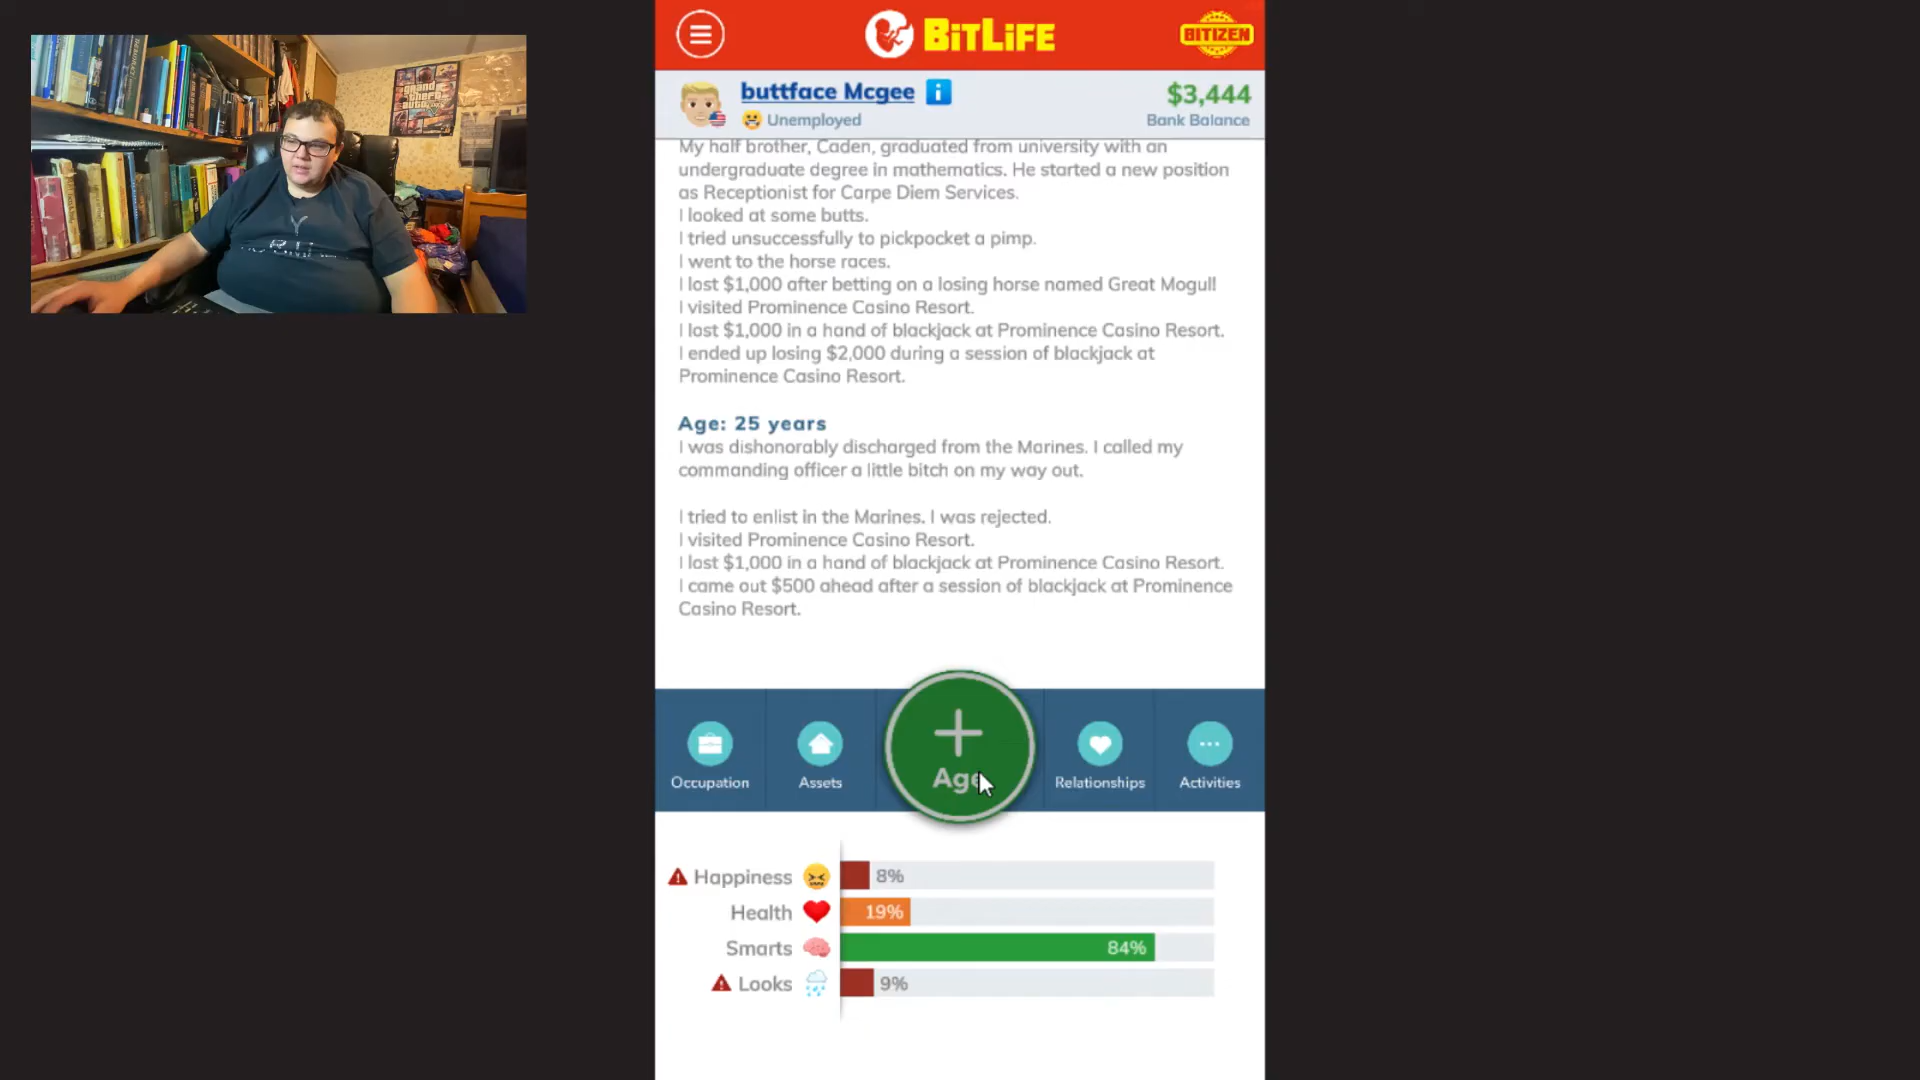 grand
theft
auto
BiTLiFE
BITIZEN
buttface Mcgee
$3,444
Unemployed
Bank Balance
My half brother, Caden, graduated from university with an
undergraduate degree in mathematics. He started a new position
as Receptionist for Carpe Diem Services.
I looked at some butts.
I tried unsuccessfully to pickpocket a pimp.
I went to the horse races.
I lost $1,000 after betting on a losing horse named Great Mogul!
I visited Prominence Casino Resort.
I lost $1,000 in a hand of blackjack at Prominence Casino Resort.
I ended up losing $2,000 during a session of blackjack at
Prominence Casino Resort.
Age: 25 years
I was dishonorably discharged from the Marines. I called my
commanding officer a little bitch on my way out.
I tried to enlist in the Marines. I was rejected.
I visited Prominence Casino Resort.
I lost $1,000 in a hand of blackjack at Prominence Casino Resort.
I came out $500 ahead after a session of blackjack at Prominence
Casino Resort.
Occupation
Assets
Age
Relationships
Activities
Happiness 8%
Health 19%
Smarts 84%
Looks 9%